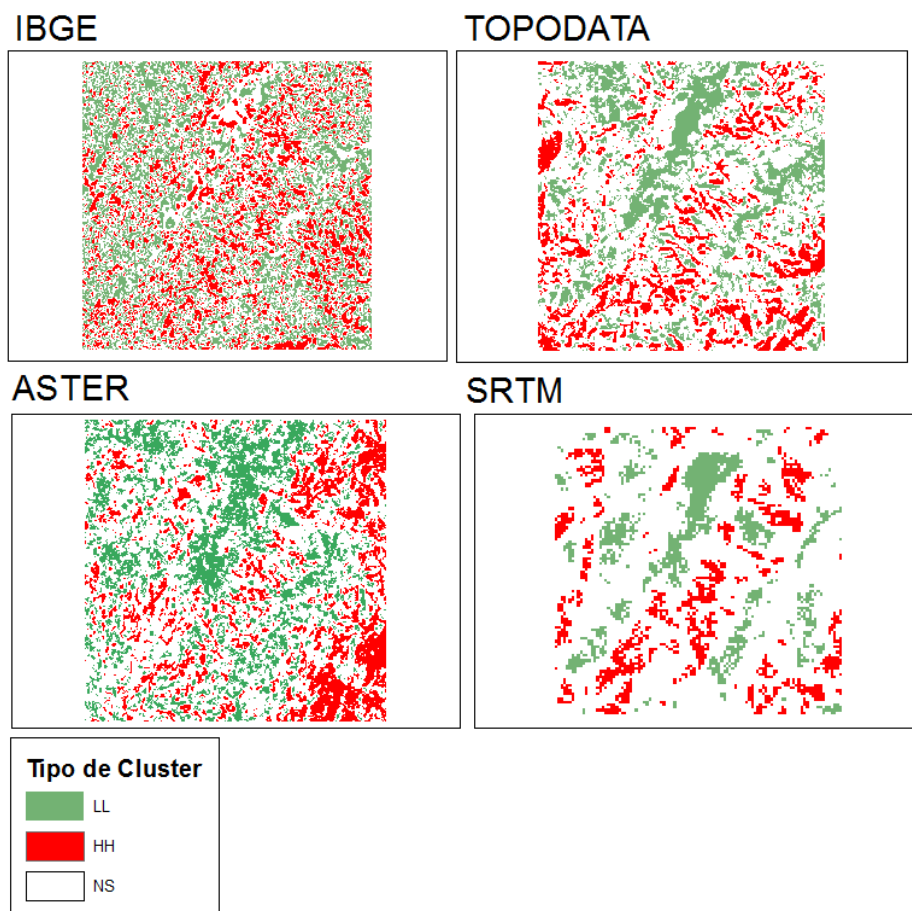 IBGE
TOPODATA
ASTER
SRTM
Tipo de Cluster
LL
HH
NS